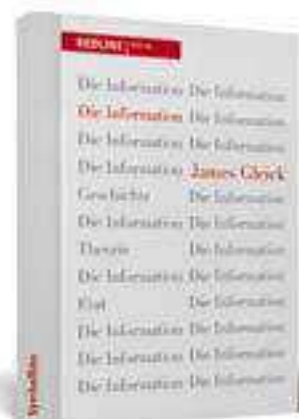 REDLINE
Die Information Die Information
Die Information Die Information
Die Information Die Information
Die Information James Gleick
Geschichte Die Information
Die Information Die Information
Theorie Die Information
Die Information Die Information
Flut Die Information
Die Information Die Information
Die Information Die Information
Die Information Die Information